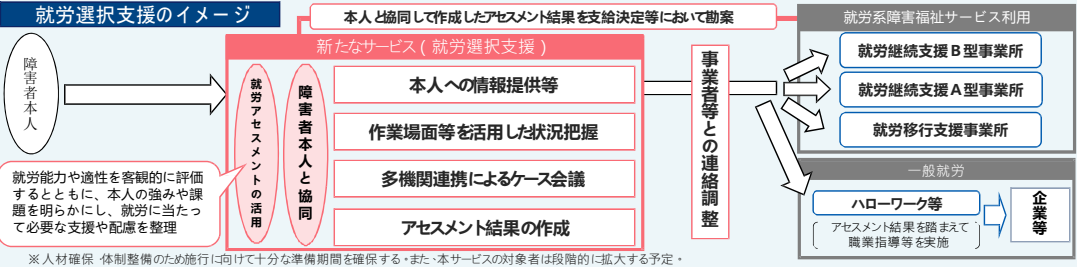 就労選択支援のイメージ
本人と協同して作成したアセスメント結果を支給決定等において勘案
障害者本人
新たなサービス(就労選択支援)
就労アセスメントの活用
障害者本人と協同
本人への情報提供等
作業場面等を活用した状況把握
多機関連携によるケース会議
アセスメント結果の作成
就労能力や適性を客観的に評価
するとともに、本人の強みや課
題を明らかにし、就労に当たっ
て必要な支援や配慮を整理
事業者等との連絡調整
就労系障害福祉サービス利用
就労継続支援B型事業所
就労継続支援A型事業所
就労移行支援事業所
一般就労
ハローワーク等
アセスメント結果を踏まえて
職業指導等を実施
企業等
※人材確保・体制整備のため施行に向けて十分な準備期間を確保する。また、本サービスの対象者は段階的に拡大する予定。